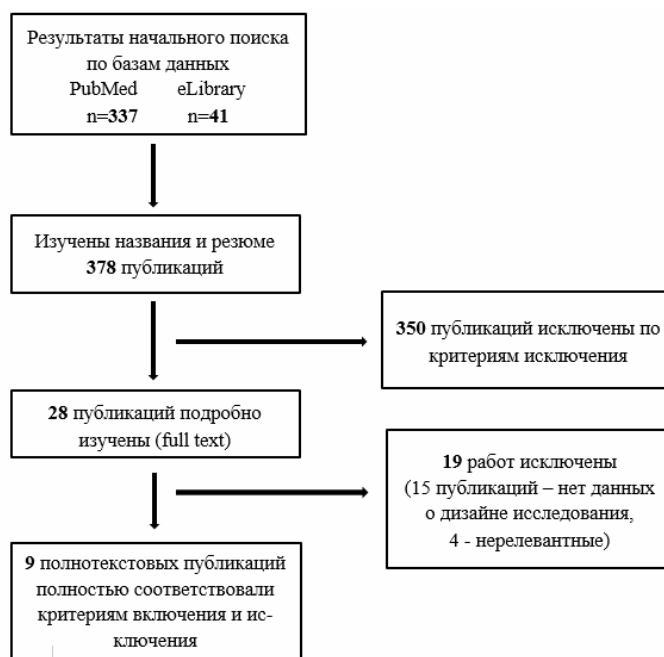 Результаты начального поиска
по базам данных
PubMed eLibrary
n=337 n=41
Изучены названия и резюме
378 публикаций
350 публикаций исключены по
критериям исключения
28 публикаций подробно
изучены (full text)
19 работ исключены
(15 публикаций – нет данных
о дизайне исследования,
4 - нерелевантные)
9 полнотекстовых публикаций
полностью соответствовали
критериям включения и ис-
ключения